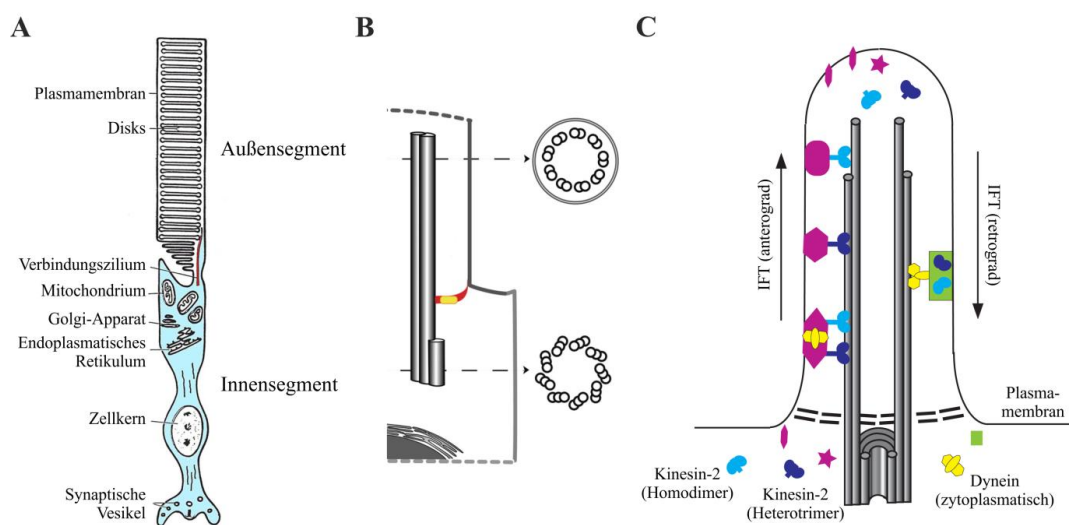 A
Plasmamembran
Disks
Verbindungszilium
Mitochondrium
Golgi-Apparat
Endoplasmatisches
Retikulum
Zellkern
Synaptische
Vesikel
Außensegment
Innensegment
B
C
IFT (anterograd)
IFT (retrograd)
Plasma-
membran
Kinesin-2
(Homodimer)
Kinesin-2
(Heterotrimer)
Dynein
(zytoplasmatisch)